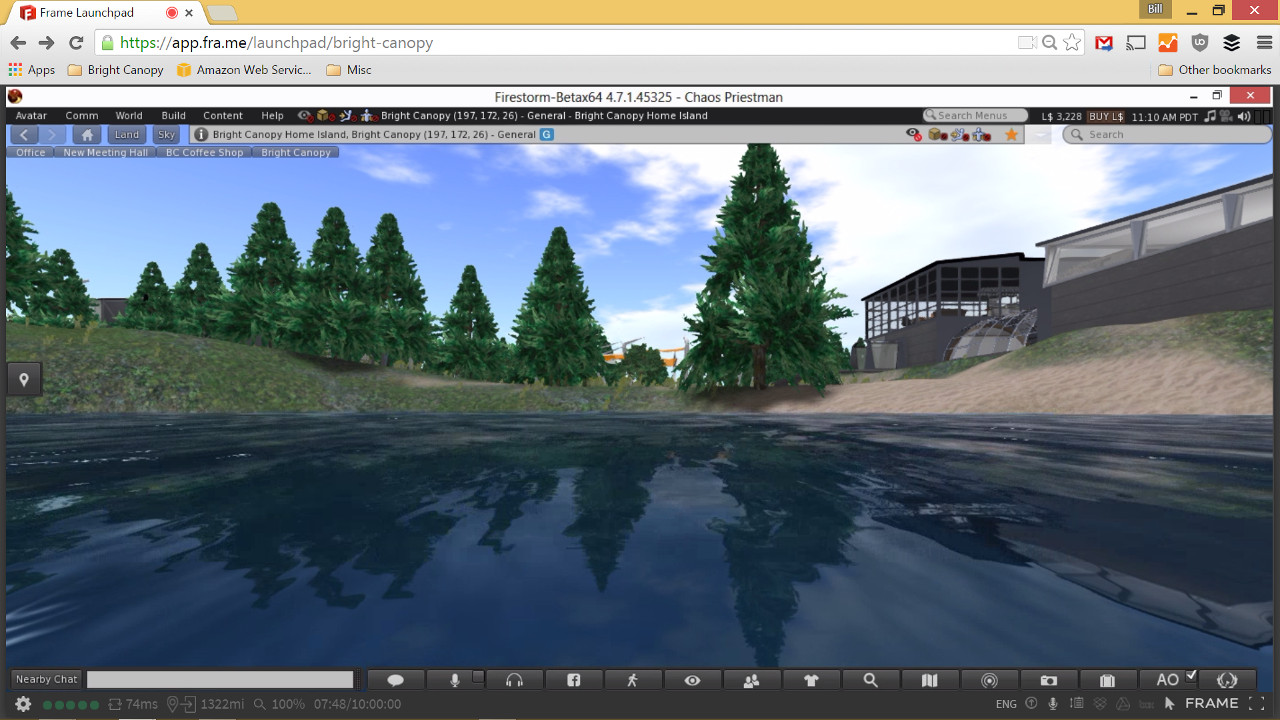 Frame Launchpad
Bill
https://app.fra.me/launchpad/bright-canopy
Apps Bright Canopy Amazon Web Servic... Misc Other bookmarks
Firestorm-Betax64 4.7.1.45325 - Chaos Priestman
Avatar Comm World Build Content Help Bright Canopy (197, 172, 26) - General - Bright Canopy Home Island Search Menus L$ 3,228 BUY L$ 11:10 AM PDT
Land Sky Bright Canopy Home Island, Bright Canopy (197, 172, 26) - General G Search
Office New Meeting Hall BC Coffee Shop Bright Canopy
Nearby Chat AO
74ms 1322mi 100% 07:48/10:00:00 ENG FRAME